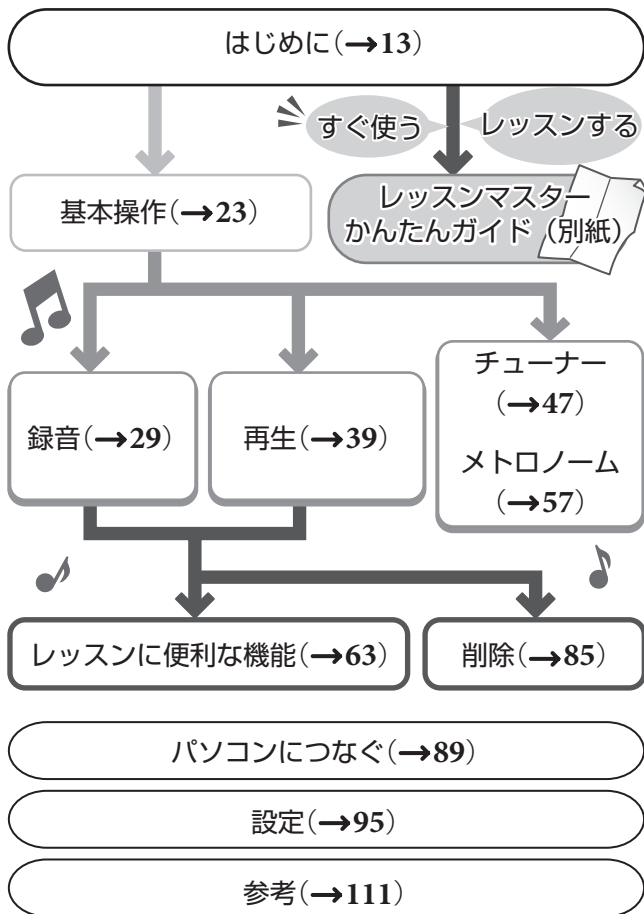 はじめに(→13)
すぐ使う
レッスンする
基本操作(→23)
レッスンマスター
かんたんガイド(別紙)
録音(→29)
再生(→39)
チューナー
(→47)
メトロノーム
(→57)
レッスンに便利な機能(→63)
削除(→85)
パソコンにつなぐ(→89)
設定(→95)
参考(→111)